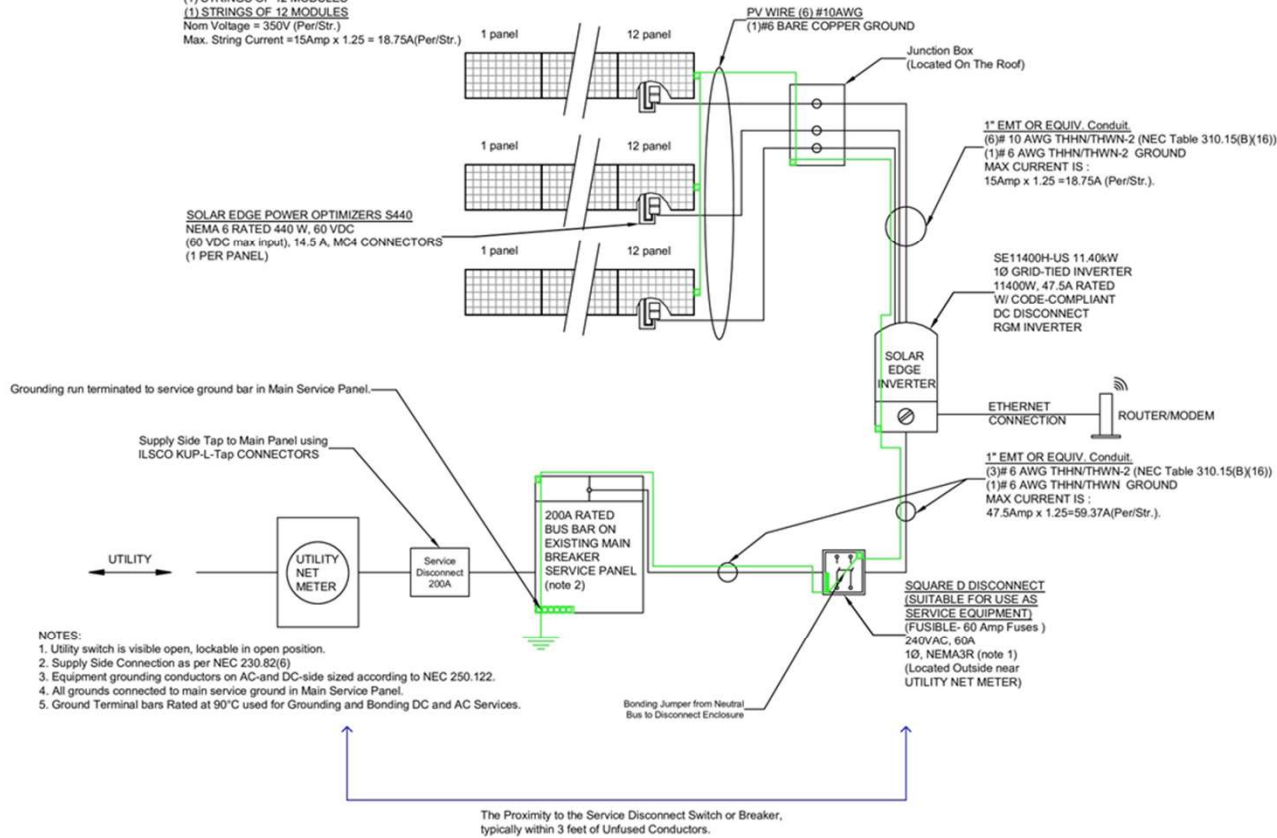 (1) STRINGS OF 12 MODULES
(1) STRINGS OF 12 MODULES
Nom Voltage = 350V (Per/Str.)
Max. String Current =15Amp x 1.25 = 18.75A(Per/Str.)
1 panel
12 panel
PV WIRE (6) #10AWG
(1)#6 BARE COPPER GROUND
Junction Box
(Located On The Roof)
1" EMT OR EQUIV. Conduit.
(6)# 10 AWG THHN/THWN-2 (NEC Table 310.15(B)(16))
(1)# 6 AWG THHN/THWN-2 GROUND
MAX CURRENT IS :
15Amp x 1.25 =18.75A (Per/Str.).
1 panel
12 panel
SOLAR EDGE POWER OPTIMIZERS S440
NEMA 6 RATED 440 W, 60 VDC
(60 VDC max input), 14.5 A, MC4 CONNECTORS
(1 PER PANEL)
1 panel
12 panel
SE11400H-US 11.40kW
1Ø GRID-TIED INVERTER
11400W, 47.5A RATED
W/ CODE-COMPLIANT
DC DISCONNECT
RGM INVERTER
SOLAR
EDGE
INVERTER
ETHERNET
CONNECTION
ROUTER/MODEM
Grounding run terminated to service ground bar in Main Service Panel.
Supply Side Tap to Main Panel using
ILSCO KUP-L-Tap CONNECTORS
1" EMT OR EQUIV. Conduit.
(3)# 6 AWG THHN/THWN-2 (NEC Table 310.15(B)(16))
(1)# 6 AWG THHN/THWN GROUND
MAX CURRENT IS :
47.5Amp x 1.25=59.37A(Per/Str.).
UTILITY
UTILITY
NET
METER
Service
Disconnect
200A
200A RATED
BUS BAR ON
EXISTING MAIN
BREAKER
SERVICE PANEL
(note 2)
SQUARE D DISCONNECT
(SUITABLE FOR USE AS
SERVICE EQUIPMENT)
(FUSIBLE- 60 Amp Fuses )
240VAC, 60A
1Ø, NEMA3R (note 1)
(Located Outside near
UTILITY NET METER)
NOTES:
1. Utility switch is visible open, lockable in open position.
2. Supply Side Connection as per NEC 230.82(6)
3. Equipment grounding conductors on AC-and DC-side sized according to NEC 250.122.
4. All grounds connected to main service ground in Main Service Panel.
5. Ground Terminal bars Rated at 90°C used for Grounding and Bonding DC and AC Services.
Bonding Jumper from Neutral
Bus to Disconnect Enclosure
The Proximity to the Service Disconnect Switch or Breaker,
typically within 3 feet of Unfused Conductors.